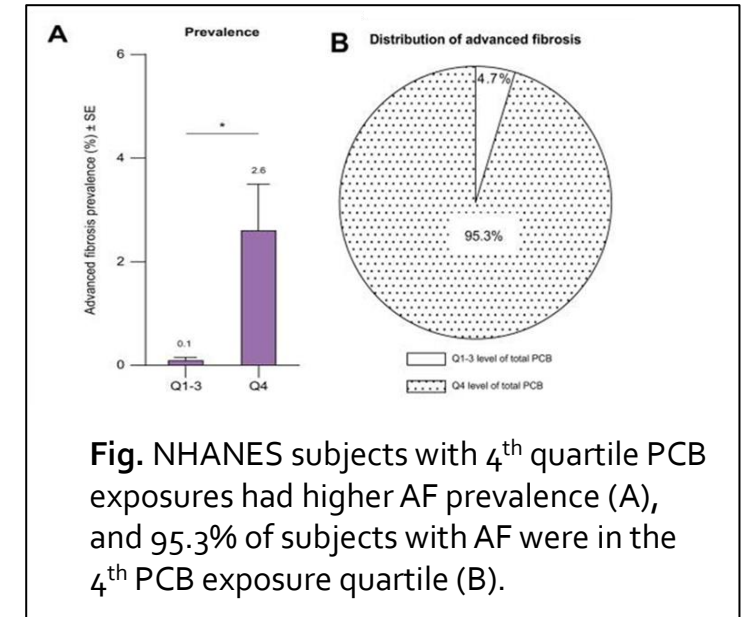 A
Prevalence
Advanced fibrosis prevalence (%) ± SE
6
4
2
0
*
0.1
2.6
Q1-3
Q4
B
Distribution of advanced fibrosis
4.7%
95.3%
Q1-3 level of total PCB
Q4 level of total PCB
Fig. NHANES subjects with 4th quartile PCB
exposures had higher AF prevalence (A),
and 95.3% of subjects with AF were in the
4th PCB exposure quartile (B).